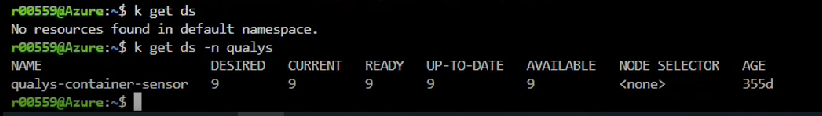 r00559@Azure:~$ k get ds
No resources found in default namespace.
r00559@Azure:~$ k get ds -n qualys
NAME DESIRED CURRENT READY UP-TO-DATE AVAILABLE NODE SELECTOR AGE
qualys-container-sensor 9 9 9 9 9 <none> 355d
r00559@Azure:~$